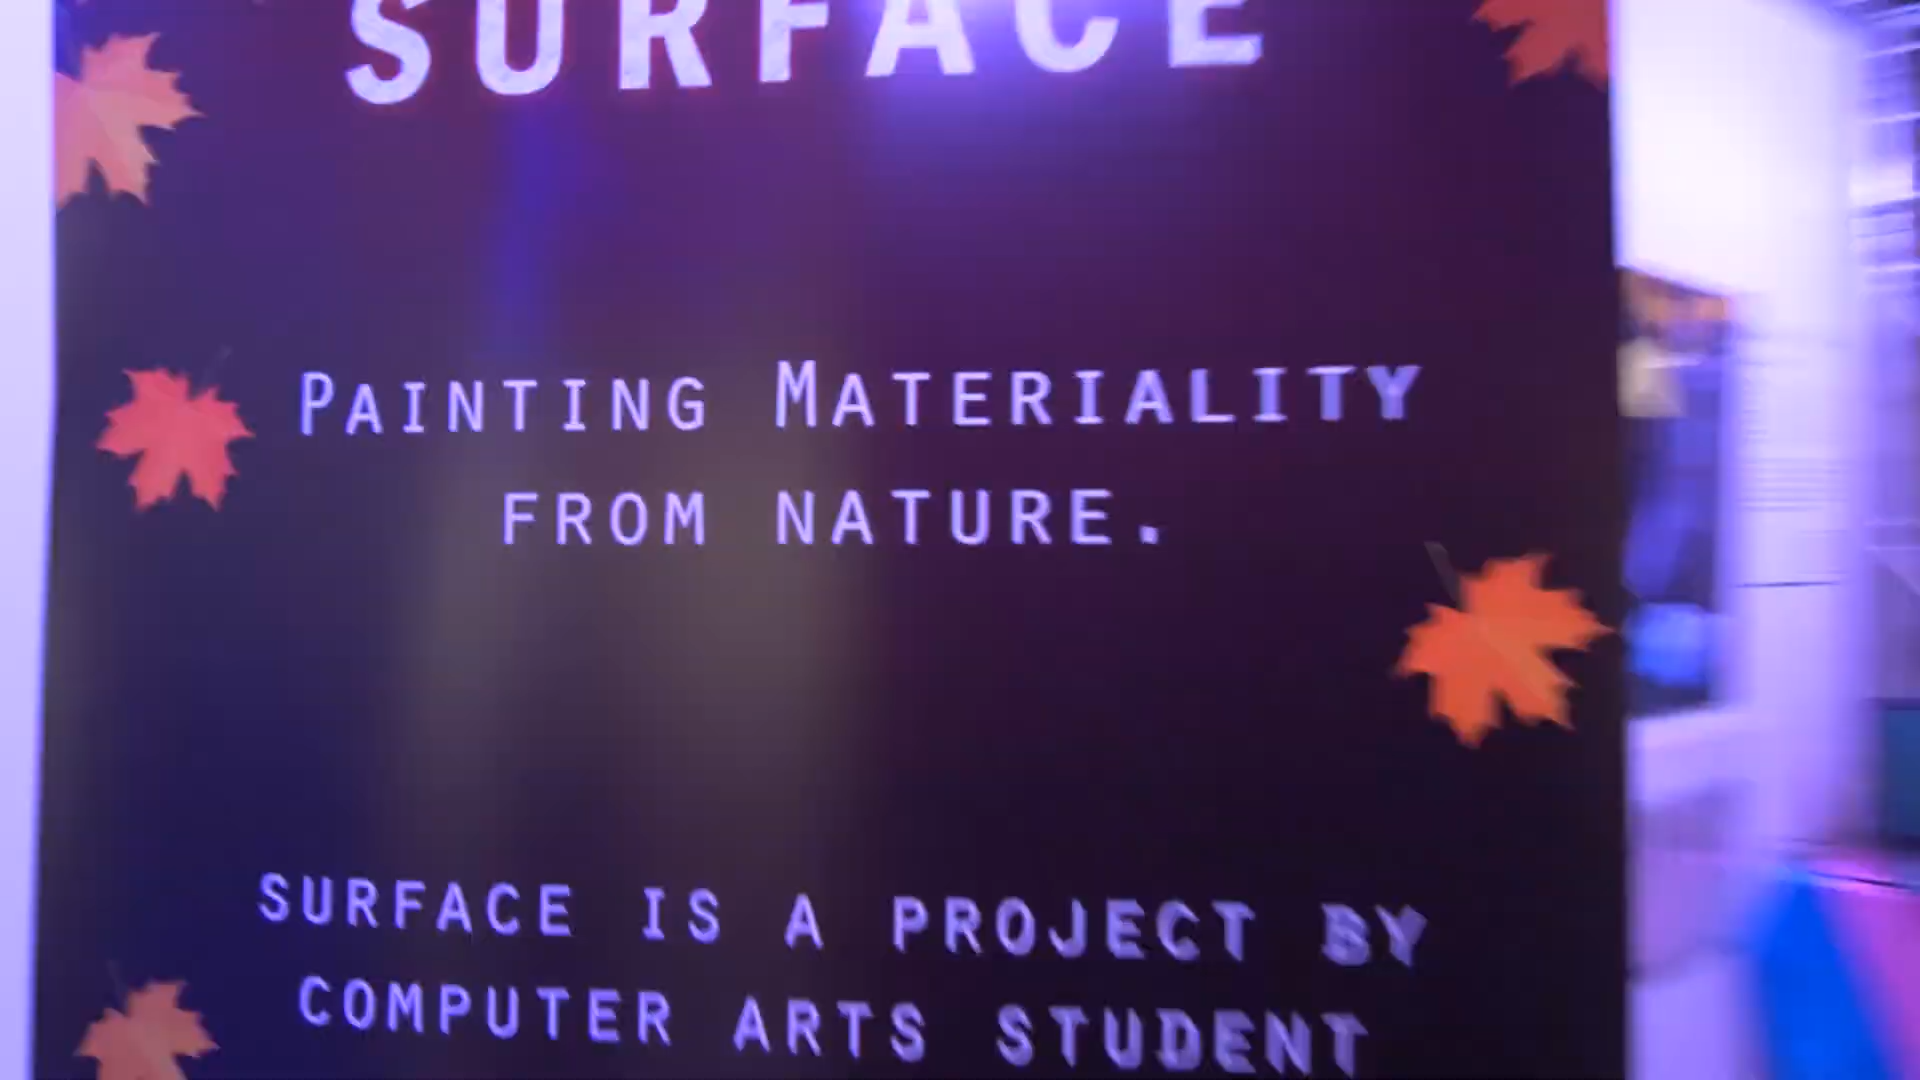 SURFACE
PAINTING MATERIALITY
FROM NATURE.
SURFACE IS A PROJECT BY
COMPUTER ARTS STUDENT